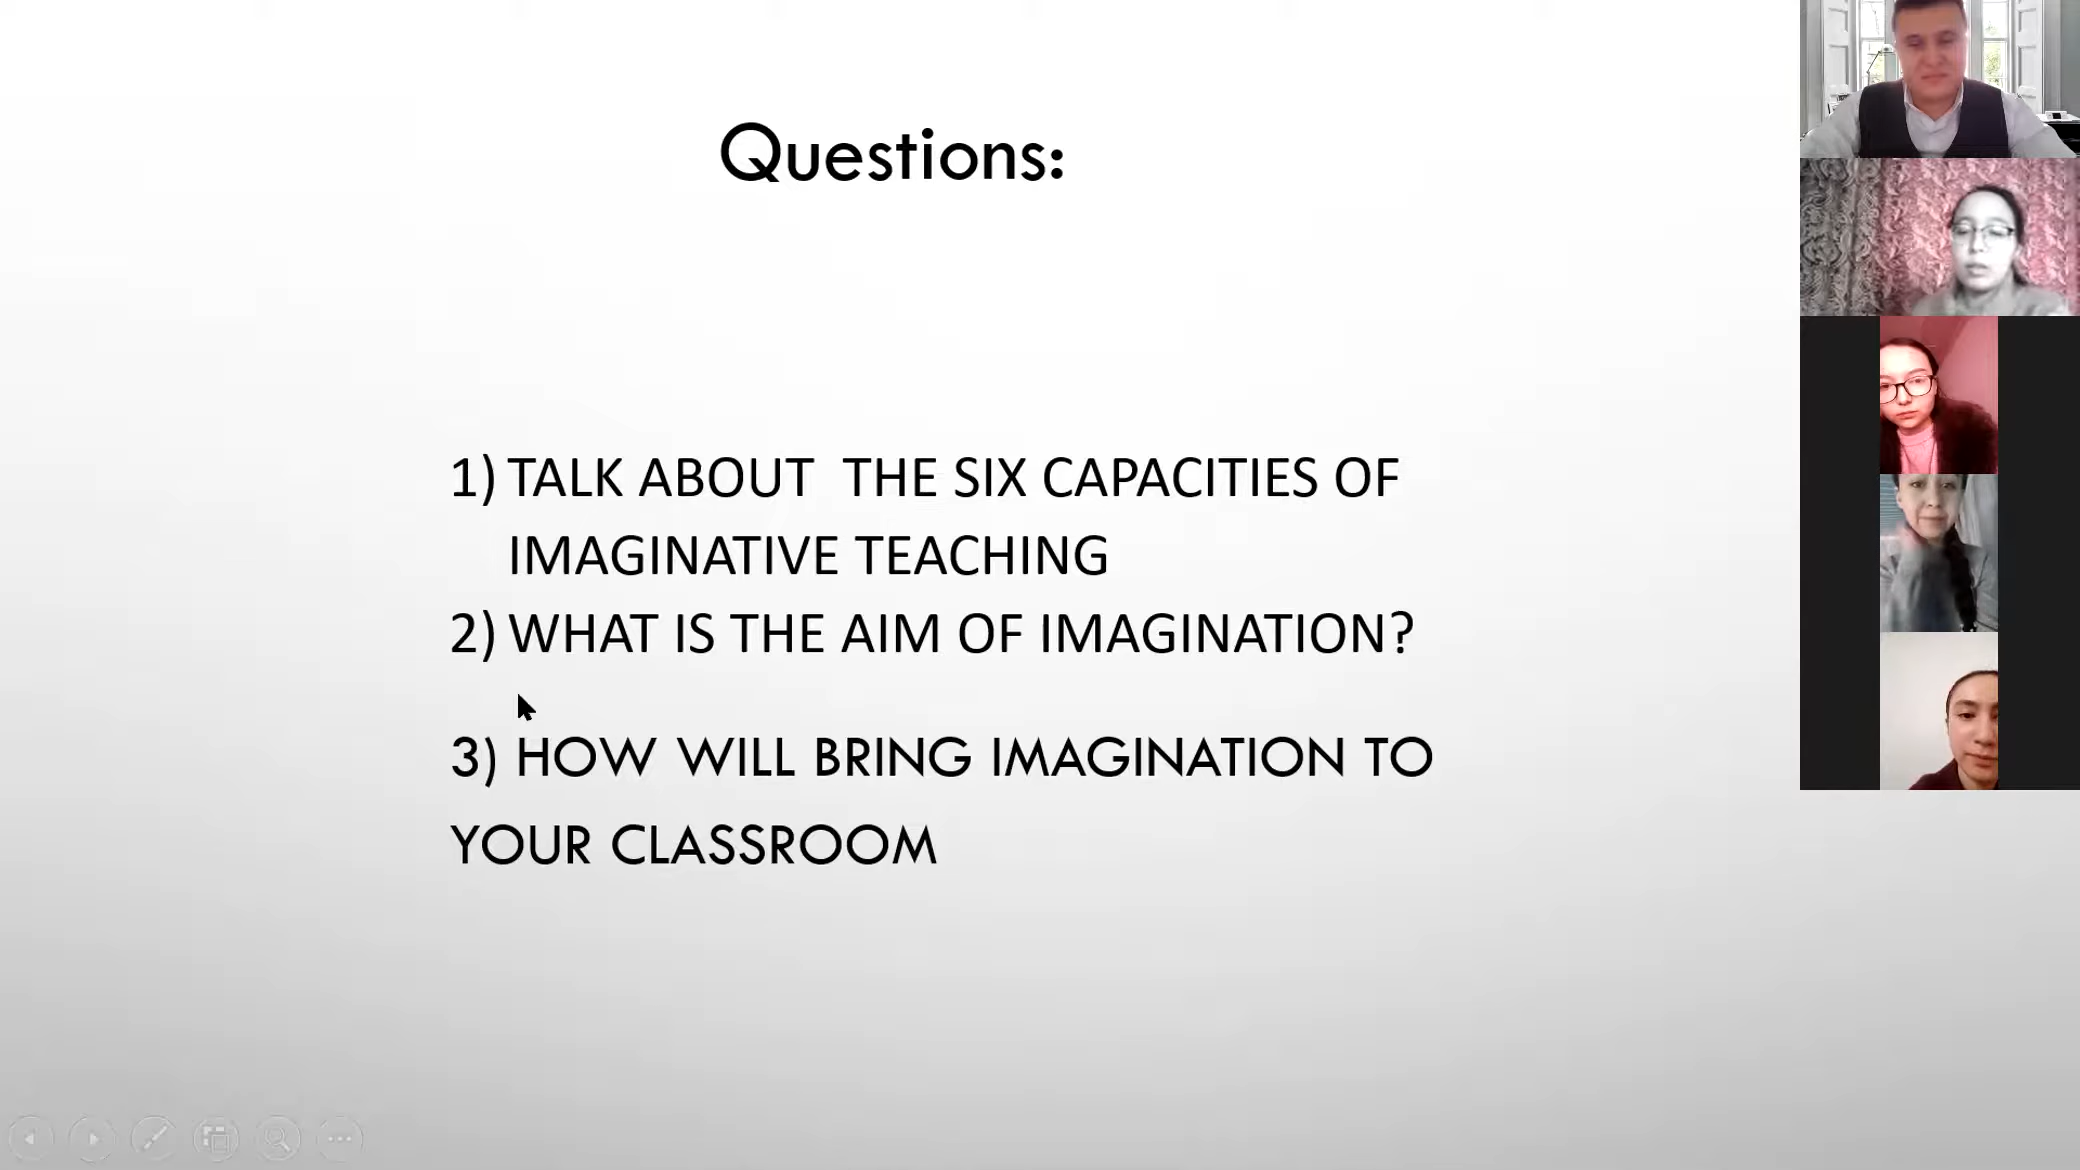 Questions:
1) TALK ABOUT THE SIX CAPACITIES OF
IMAGINATIVE TEACHING
2) WHAT IS THE AIM OF IMAGINATION?
3) HOW WILL BRING IMAGINATION TO
YOUR CLASSROOM